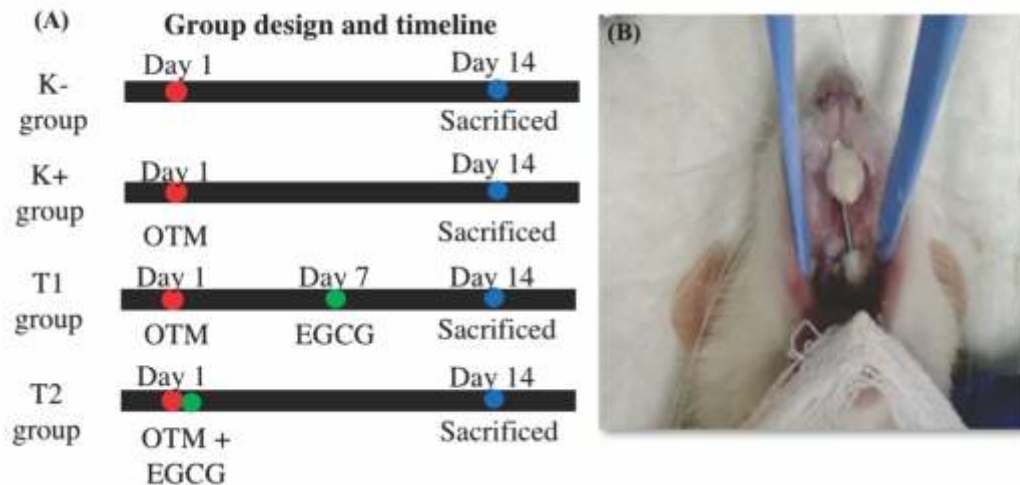 (A)
Group design and timeline
K-
group
Day 1
Day 14
Sacrificed
K+
group
Day 1
Day 14
OTM
Sacrificed
T1
group
Day 1
Day 7
Day 14
OTM
EGCG
Sacrificed
T2
group
Day 1
Day 14
OTM +
EGCG
Sacrificed
(B)